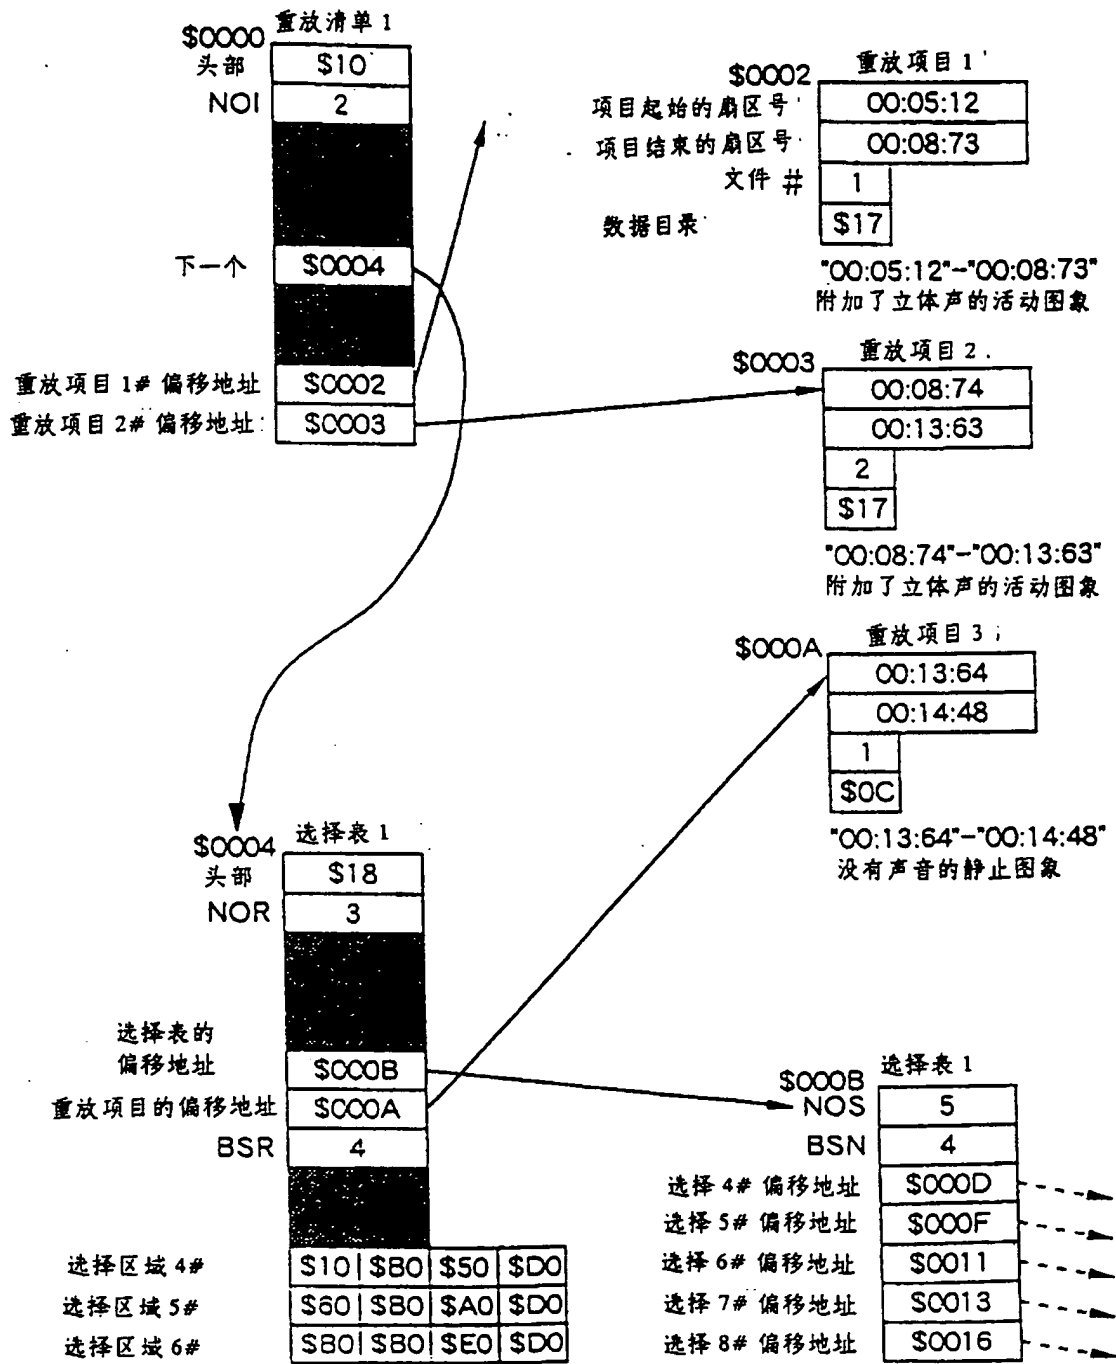 重放清单 1
$0000
头部 $10
NOI 2
下一个 $0004
重放项目 1# 偏移地址 $0002
重放项目 2# 偏移地址 $0003
重放项目 1
$0002
项目起始的扇区号 00:05:12
项目结束的扇区号 00:08:73
文件 # 1
数据目录 $17
"00:05:12"-"00:08:73"
附加了立体声的活动图象
重放项目 2
$0003
00:08:74
00:13:63
2
$17
"00:08:74"-"00:13:63"
附加了立体声的活动图象
重放项目 3
$000A
00:13:64
00:14:48
1
$0C
"00:13:64"-"00:14:48"
没有声音的静止图象
选择表 1
$0004
头部 $18
NOR 3
选择表的
偏移地址 $000B
重放项目的偏移地址 $000A
BSR 4
选择区域 4# $10 $B0 $50 $D0
选择区域 5# $60 $B0 $A0 $D0
选择区域 6# $B0 $B0 $E0 $D0
选择表 1
$000B
NOS 5
BSN 4
选择 4# 偏移地址 $000D
选择 5# 偏移地址 $000F
选择 6# 偏移地址 $0011
选择 7# 偏移地址 $0013
选择 8# 偏移地址 $0016